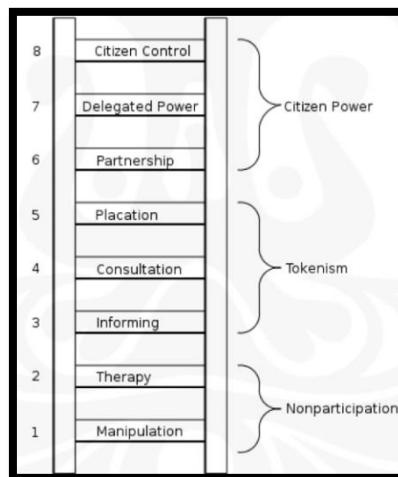 8 Citizen Control
7 Delegated Power
Citizen Power
6 Partnership
5 Placation
4 Consultation
Tokenism
3 Informing
2 Therapy
Nonparticipation
1 Manipulation